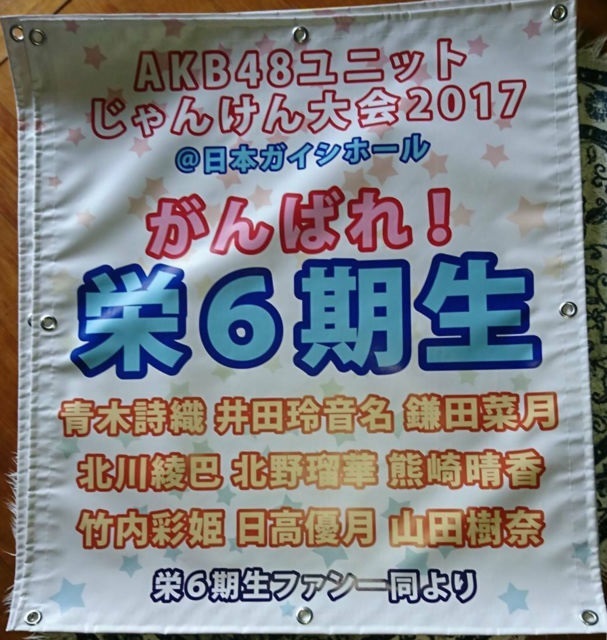 AKB48ユニット
じゃんけん大会2017
@日本ガイシホール
がんばれ！
栄6期生
青木詩織 井田玲音名 鎌田菜月
北川綾巴 北野瑠華 熊崎晴香
竹内彩姫 日高優月 山田樹奈
栄6期生ファン一同より